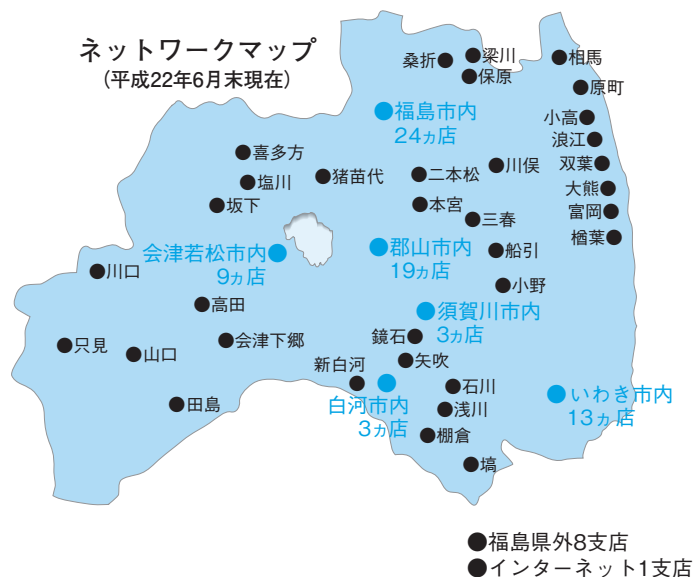 ネットワークマップ
(平成22年6月末現在)
桑折
梁川
保原
相馬
原町
小高
浪江
双葉
大熊
富岡
楢葉
福島市内
24ヵ店
喜多方
塩川
坂下
猪苗代
二本松
川俣
本宮
三春
会津若松市内
9ヵ店
郡山市内
19ヵ店
船引
小野
川口
高田
須賀川市内
3ヵ店
只見
山口
会津下郷
鏡石
矢吹
新白河
白河市内
3ヵ店
石川
浅川
いわき市内
13ヵ店
田島
棚倉
塙
●福島県外8支店
●インターネット1支店